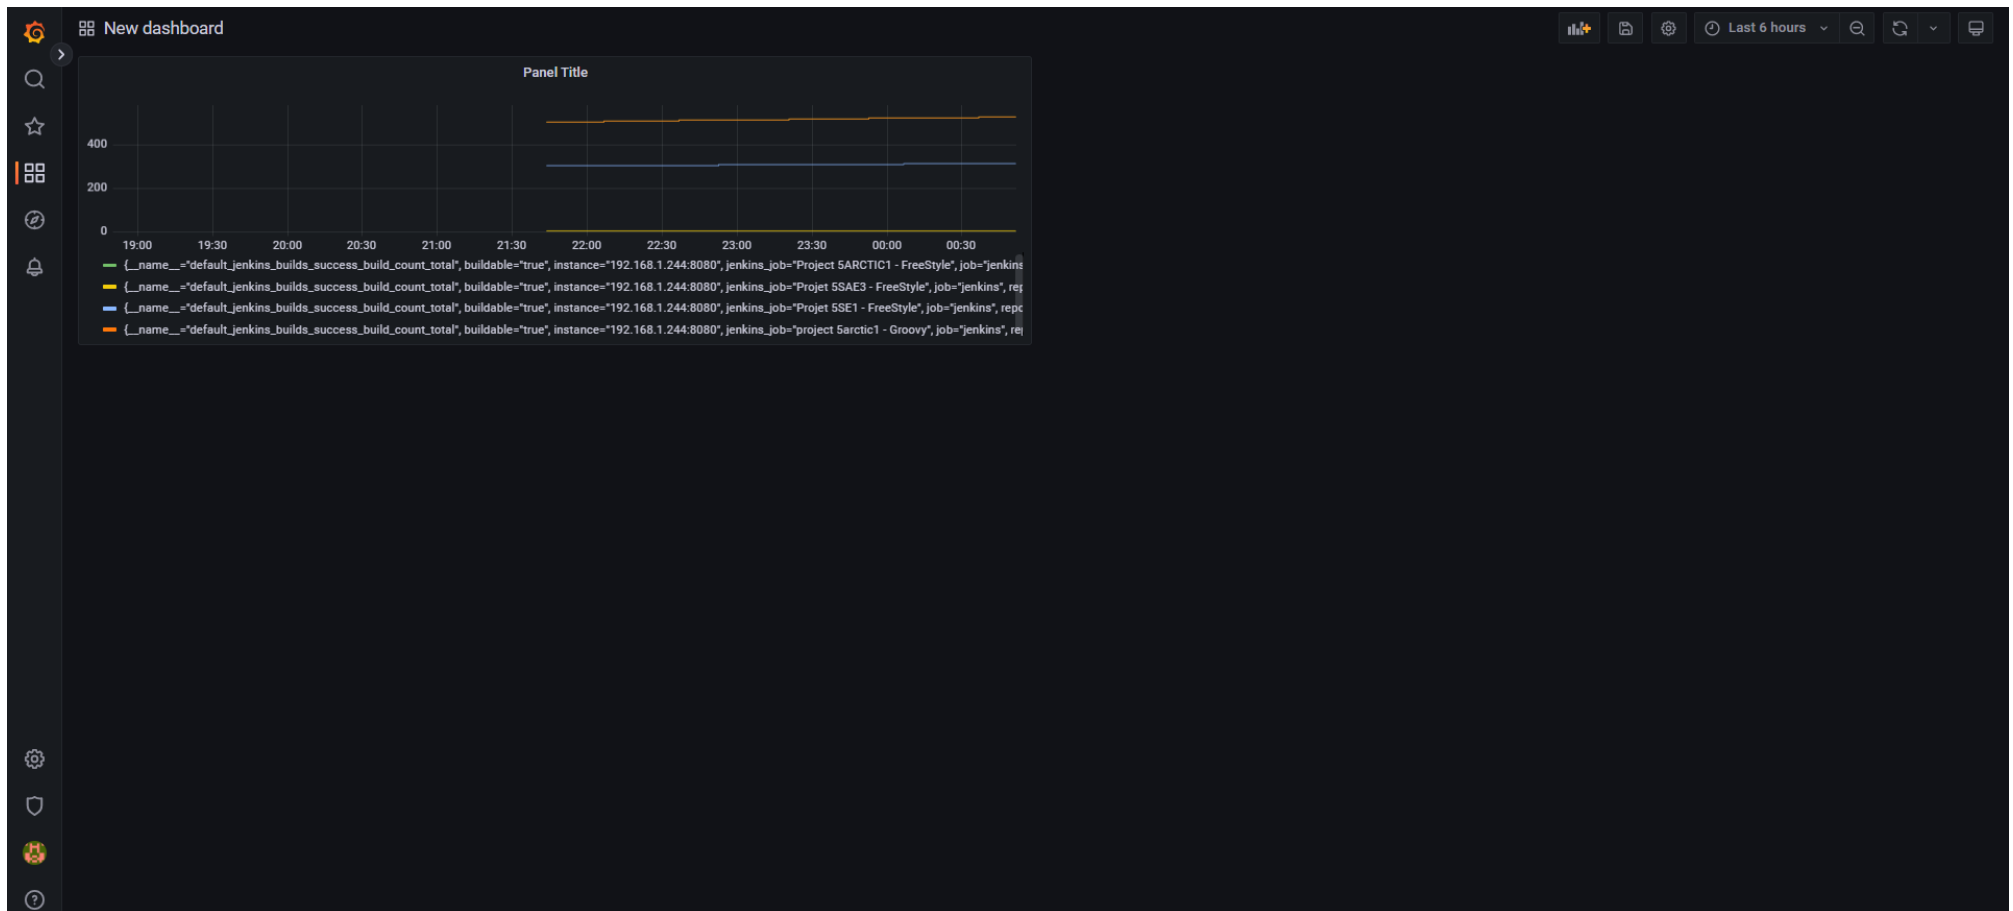 New dashboard
Last 6 hours
Panel Title
400
200
0
19:00 19:30 20:00 20:30 21:00 21:30 22:00 22:30 23:00 23:30 00:00 00:30
{__name__="default_jenkins_builds_success_build_count_total", buildable="true", instance="192.168.1.244:8080", jenkins_job="Project 5ARCTIC1 - FreeStyle", job="jenkins
{__name__="default_jenkins_builds_success_build_count_total", buildable="true", instance="192.168.1.244:8080", jenkins_job="Projet 5SAE3 - FreeStyle", job="jenkins", rep
{__name__="default_jenkins_builds_success_build_count_total", buildable="true", instance="192.168.1.244:8080", jenkins_job="Projet 5SE1 - FreeStyle", job="jenkins", repo
{__name__="default_jenkins_builds_success_build_count_total", buildable="true", instance="192.168.1.244:8080", jenkins_job="project 5arctic1 - Groovy", job="jenkins", re